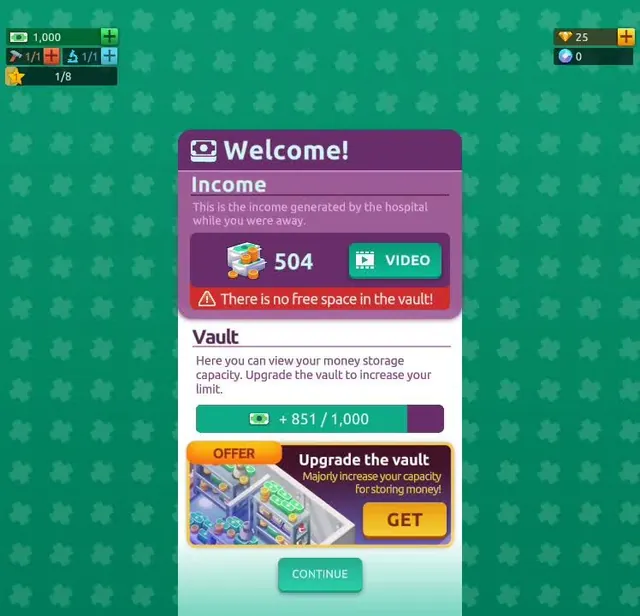 1,000
1/1
1/1
1/8
25
0
Welcome!
Income
This is the income generated by the hospital
while you were away.
504
VIDEO
There is no free space in the vault!
Vault
Here you can view your money storage
capacity. Upgrade the vault to increase your
limit.
+ 851 / 1,000
OFFER
Upgrade the vault
Majorly increase your capacity
for storing money!
GET
CONTINUE